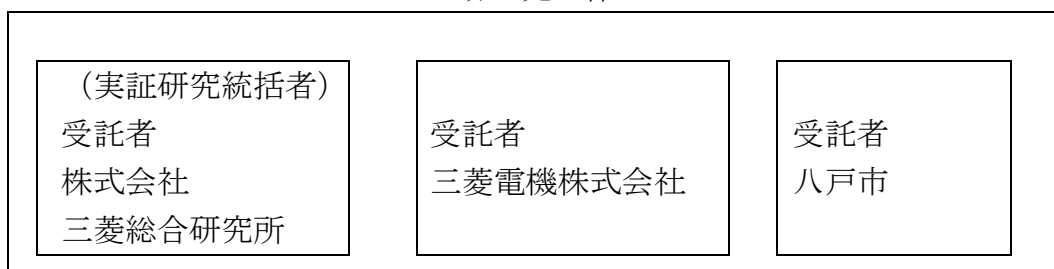 （実証研究統括者）
受託者
株式会社
三菱総合研究所
受託者
三菱電機株式会社
受託者
八戸市